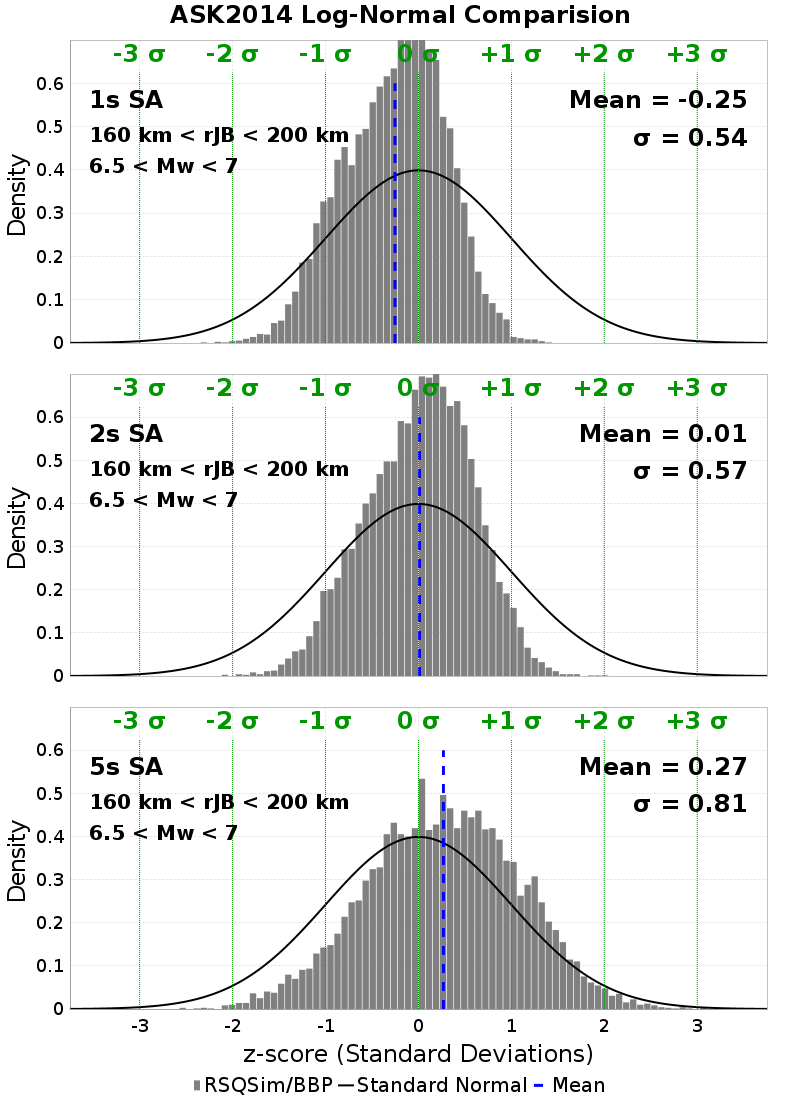 ASK2014 Log-Normal Comparision
-3 σ -2 σ -1 σ 0 σ +1 σ +2 σ +3 σ
1s SA
Mean = -0.25
160 km < rJB < 200 km
σ = 0.54
6.5 < Mw < 7
Density
0.6
0.5
0.4
0.3
0.2
0.1
0
-3 σ -2 σ -1 σ 0 σ +1 σ +2 σ +3 σ
2s SA
Mean = 0.01
160 km < rJB < 200 km
σ = 0.57
6.5 < Mw < 7
Density
0.6
0.5
0.4
0.3
0.2
0.1
0
-3 σ -2 σ -1 σ 0 σ +1 σ +2 σ +3 σ
5s SA
Mean = 0.27
160 km < rJB < 200 km
σ = 0.81
6.5 < Mw < 7
Density
0.6
0.5
0.4
0.3
0.2
0.1
0
-3 -2 -1 0 1 2 3
z-score (Standard Deviations)
RSQSim/BBP Standard Normal Mean